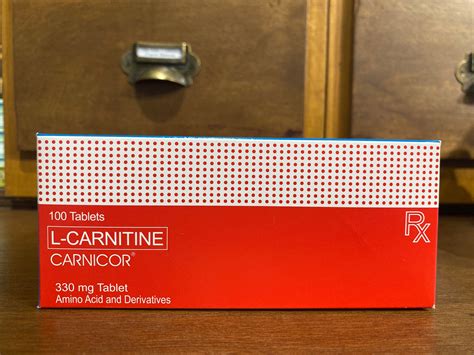 100 Tablets
Rx
L-CARNITINE
CARNICOR®
330 mg Tablet
Amino Acid and Derivatives